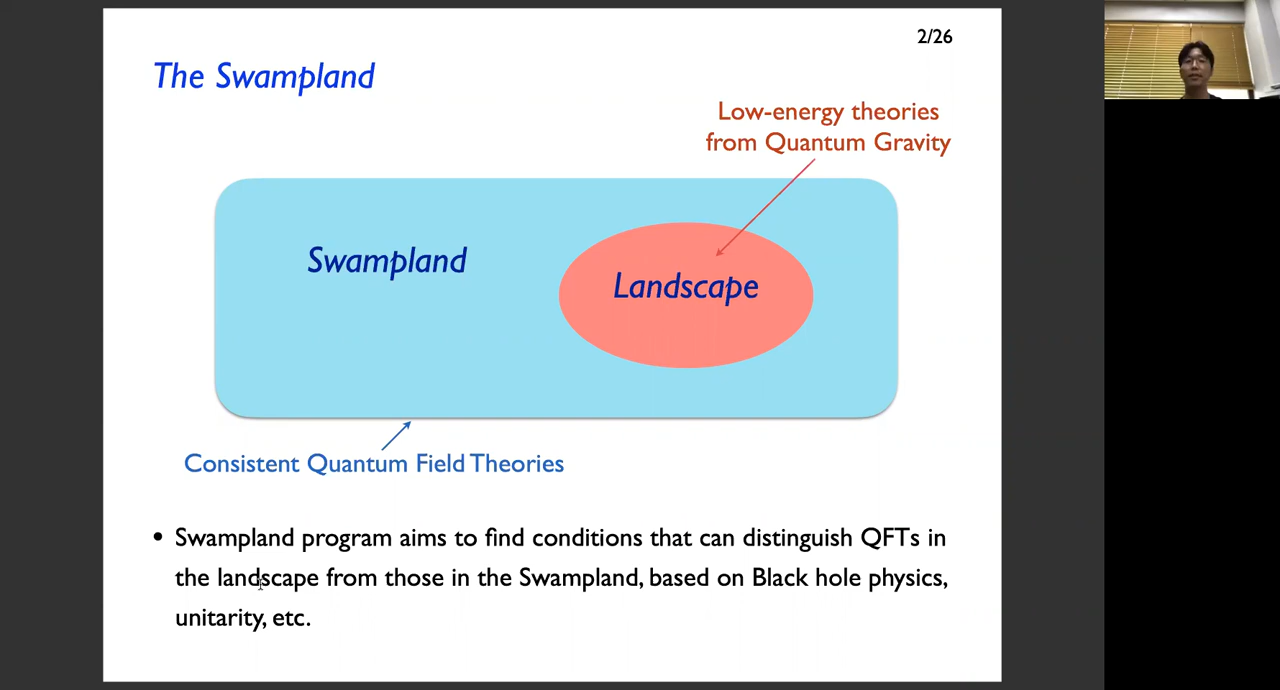 2/26
The Swampland
Low-energy theories
from Quantum Gravity
Swampland
Landscape
Consistent Quantum Field Theories
• Swampland program aims to find conditions that can distinguish QFTs in
the landscape from those in the Swampland, based on Black hole physics,
unitarity, etc.